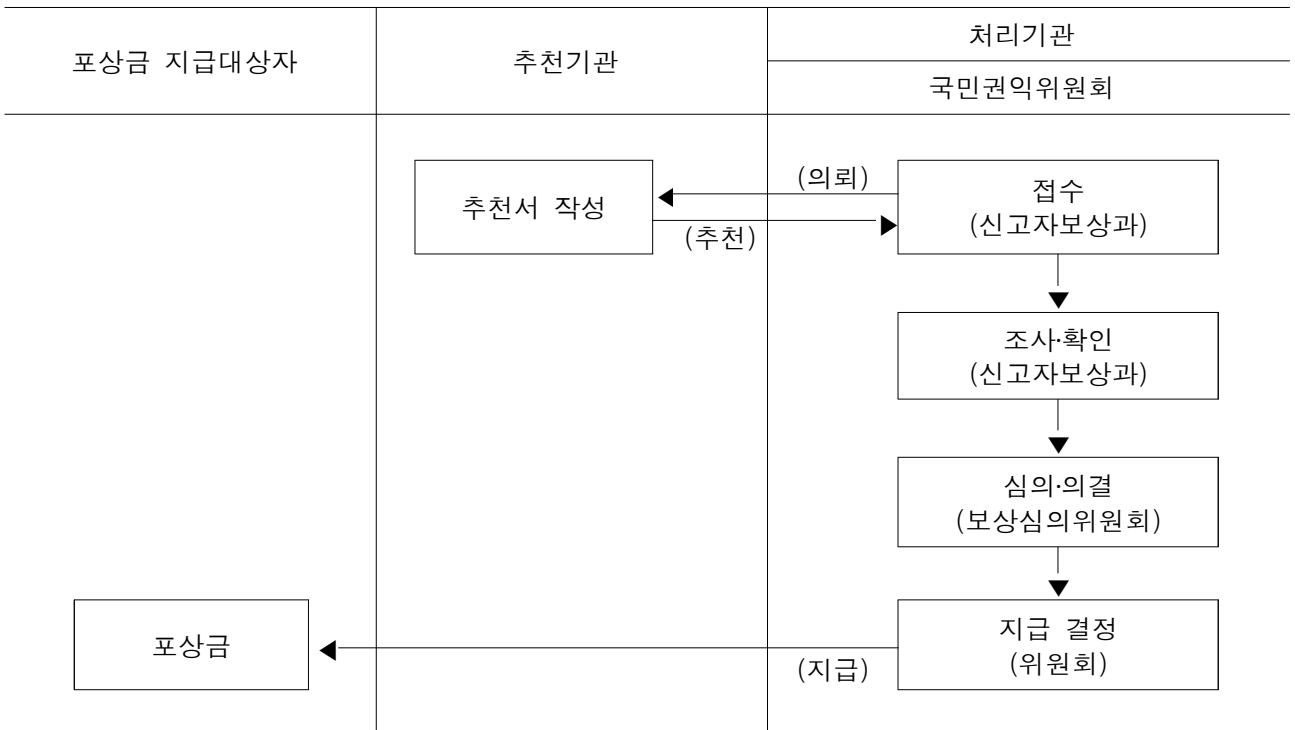 포상금 지급대상자
추천기관
처리기관
국민권익위원회
추천서 작성
(의뢰)
(추천)
접수
(신고자보상과)
조사·확인
(신고자보상과)
심의·의결
(보상심의위원회)
포상금
(지급)
지급 결정
(위원회)